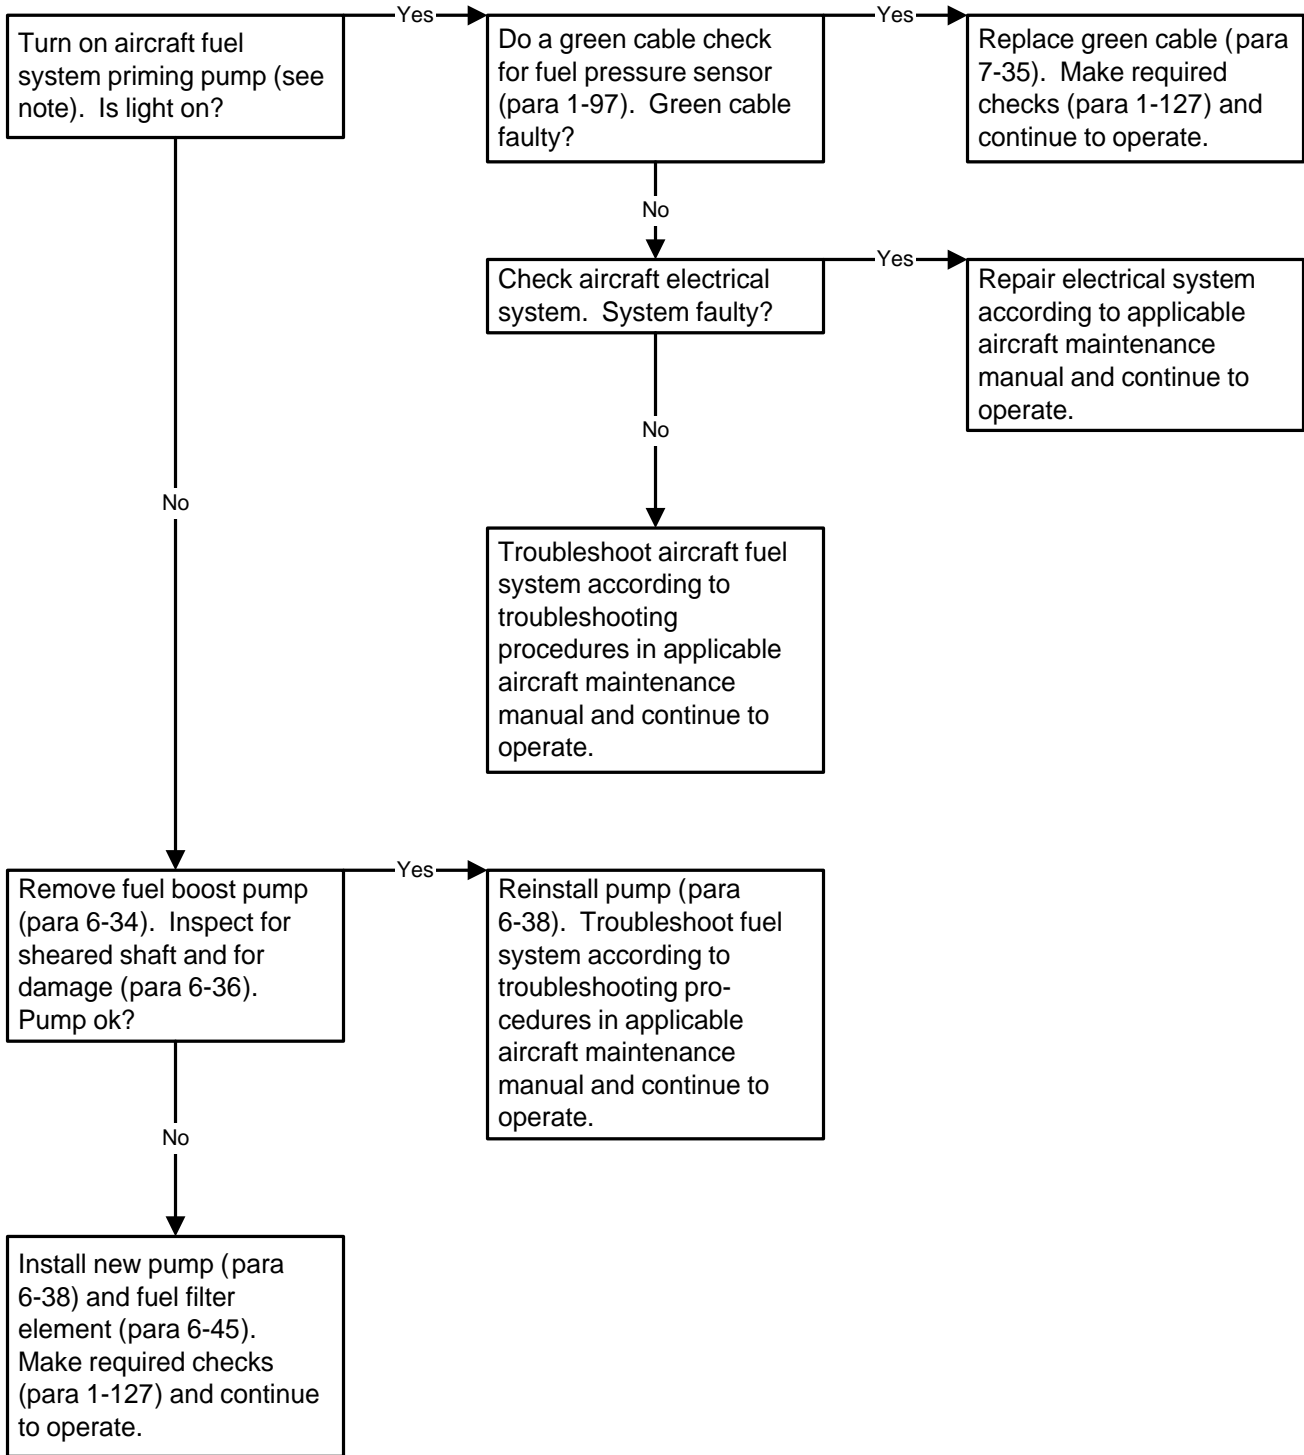 Turn on aircraft fuel
system priming pump (see
note).  Is light on?
Yes
Do a green cable check
for fuel pressure sensor
(para 1-97).  Green cable
faulty?
Yes
Replace green cable (para
7-35).  Make required
checks (para 1-127) and
continue to operate.
No
Check aircraft electrical
system.  System faulty?
Yes
Repair electrical system
according to applicable
aircraft maintenance
manual and continue to
operate.
No
No
Troubleshoot aircraft fuel
system according to
troubleshooting
procedures in applicable
aircraft maintenance
manual and continue to
operate.
Remove fuel boost pump
(para 6-34).  Inspect for
sheared shaft and for
damage (para 6-36).
Pump ok?
Yes
Reinstall pump (para
6-38).  Troubleshoot fuel
system according to
troubleshooting pro-
cedures in applicable
aircraft maintenance
manual and continue to
operate.
No
Install new pump (para
6-38) and fuel filter
element (para 6-45).
Make required checks
(para 1-127) and continue
to operate.